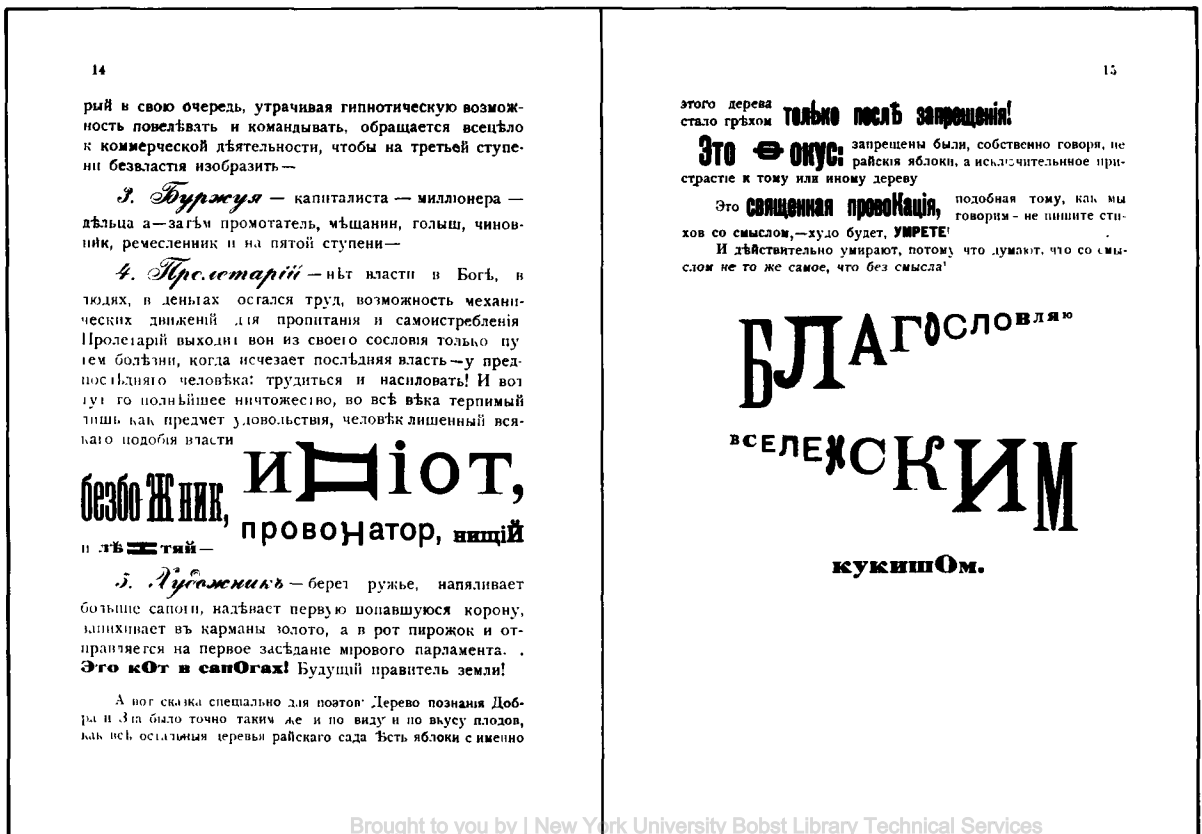 14
рый в свою очередь, утрачивая гипнотическую возмож-
ность повелѣвать и командывать, обращается всецѣло
к коммерческой дѣятельности, чтобы на третьей ступе-
ни безвластія изобразить—
3. Буржуя — капиталиста — миллионера —
дѣльца а—затѣм промотатель, мѣщанин, голыш, чинов-
ник, ремесленник и на пятой ступени—
4. Пролетарій — нѣт власти в Богѣ, в
людях, в деньгах остался труд, возможность механи-
ческих движеній для пропитанія и самоистребленія
Пролетарій выходит вон из своего сословія только пу
тем болѣзни, когда исчезает послѣдняя власть—у пред-
послѣдняго человѣка: трудиться и насиловать! И вот
тут то полнѣйшее ничтожество, во всѣ вѣка терпимый
лишь как предмет удовольствія, человѣк лишенный вся-
каго подобія власти
безбоЖник, иДіот,
провокатор, нищій
и лѣнтяй—
5. Художникъ — берет ружье, напяливает
большие сапоги, надѣвает первую попавшуюся корону,
запихивает въ карманы золото, а в рот пирожок и от-
правляется на первое засѣданіе мірового парламента. .
Это кОт в сапОгах! Будущій правитель земли!
А вот сказка спеціально для поэтов· Дерево познанія Доб-
ра и Зла было точно таким же и по виду и по вкусу плодов,
как всѣ остальныя деревья райскаго сада Ѣсть яблоки с именно
15
этого дерева
стало грѣхом только послѣ запрещенія!
Это Ѳокус: запрещены были, собственно говоря, не
райскія яблоки, а исключительнное при-
страстіе к тому или иному дереву
Это священная провоКація, подобная тому, как мы
говорим - не пишите сти-
хов со смыслом,—худо будет, УМРЕТЕ!
И дѣйствительно умирают, потому что думают, что со смы-
слом не то же самое, что без смысла'
БЛАГОСЛОВЛЯЮ
ВСЕЛЕНСКИМ
кукишОм.
Brought to you by | New York University Bobst Library Technical Services